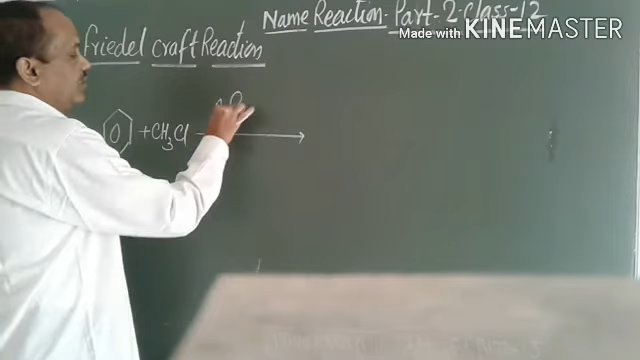 Name Reaction - Part-2 Class-12
Made with KINEMASTER
friedel craft Reaction
+ CH3Cl